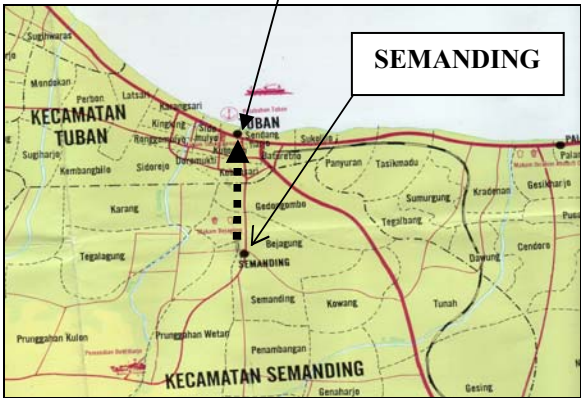 SEMANDING
Sugihwaras
Mondokan
Perbon
Latsari
Karangsari
KECAMATAN
TUBAN
Kingking
TUBAN
Sendang
Sugiharjo
Kembangbilo
Sidorejo
Doromukti
Panyuran
Tasikmadu
Palan
Sumurgung
Kradenan
Gesikharjo
Karang
Gedongombo
Tegalbang
Bejagung
Dawung
Cendoro
Tegalagung
SEMANDING
Semanding
Kowang
Tunah
Prunggahan Kulon
Prunggahan Wetan
Penambangan
KECAMATAN SEMANDING
Genaharjo
Gesing